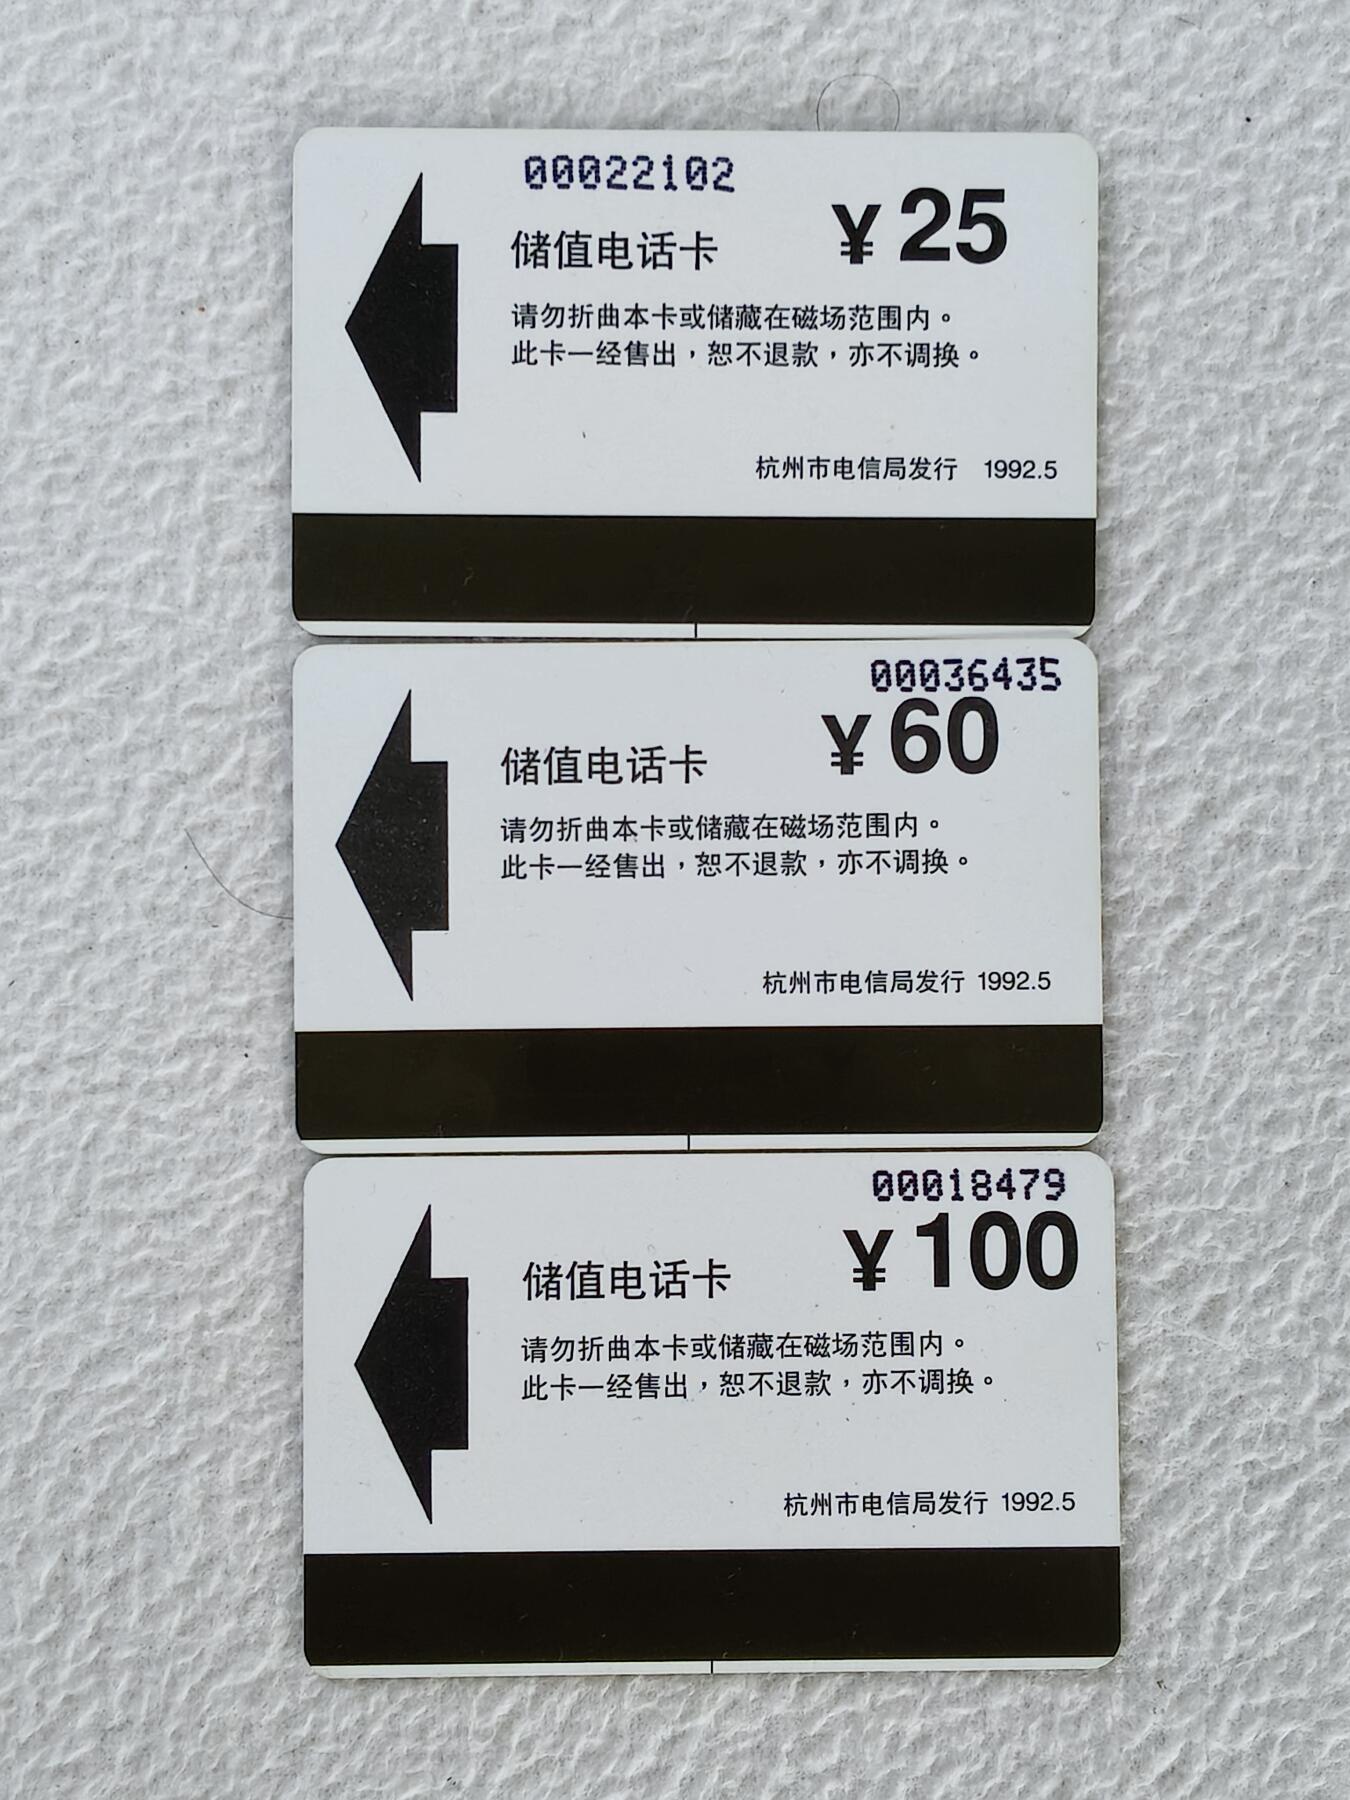 00022102
储值电话卡 ¥25
请勿折曲本卡或储藏在磁场范围内。
此卡一经售出，恕不退款，亦不调换。
杭州市电信局发行 1992.5
00036435
储值电话卡 ¥60
请勿折曲本卡或储藏在磁场范围内。
此卡一经售出，恕不退款，亦不调换。
杭州市电信局发行 1992.5
00018479
储值电话卡 ¥100
请勿折曲本卡或储藏在磁场范围内。
此卡一经售出，恕不退款，亦不调换。
杭州市电信局发行 1992.5